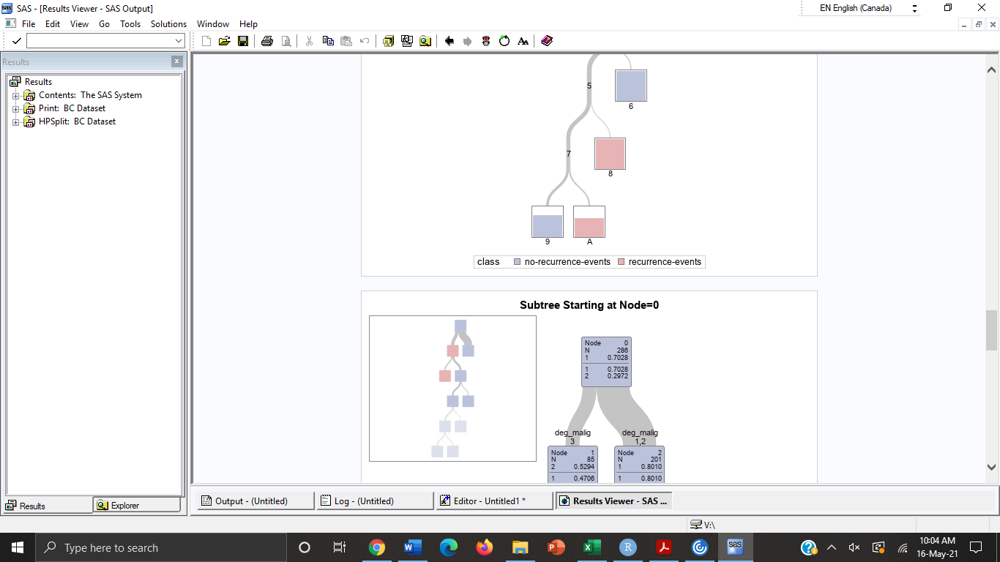 SAS - [Results Viewer - SAS Output]
EN English (Canada)
File Edit View Go Tools Solutions Window Help
Results
Results
Contents: The SAS System
Print: BC Dataset
HPSplit: BC Dataset
5
6
7
8
9 A
class no-recurrence-events recurrence-events
Subtree Starting at Node=0
Node 0
N 286
1 0.7028
1 0.7028
2 0.2972
deg_malig
3
deg_malig
1,2
Node 1
N 85
2 0.5294
1 0.4706
Node 2
N 201
1 0.8010
1 0.8010
Results Explorer
Output - (Untitled) Log - (Untitled) Editor - Untitled1 * Results Viewer - SAS ...
V:\
Type here to search
10:04 AM
16-May-21